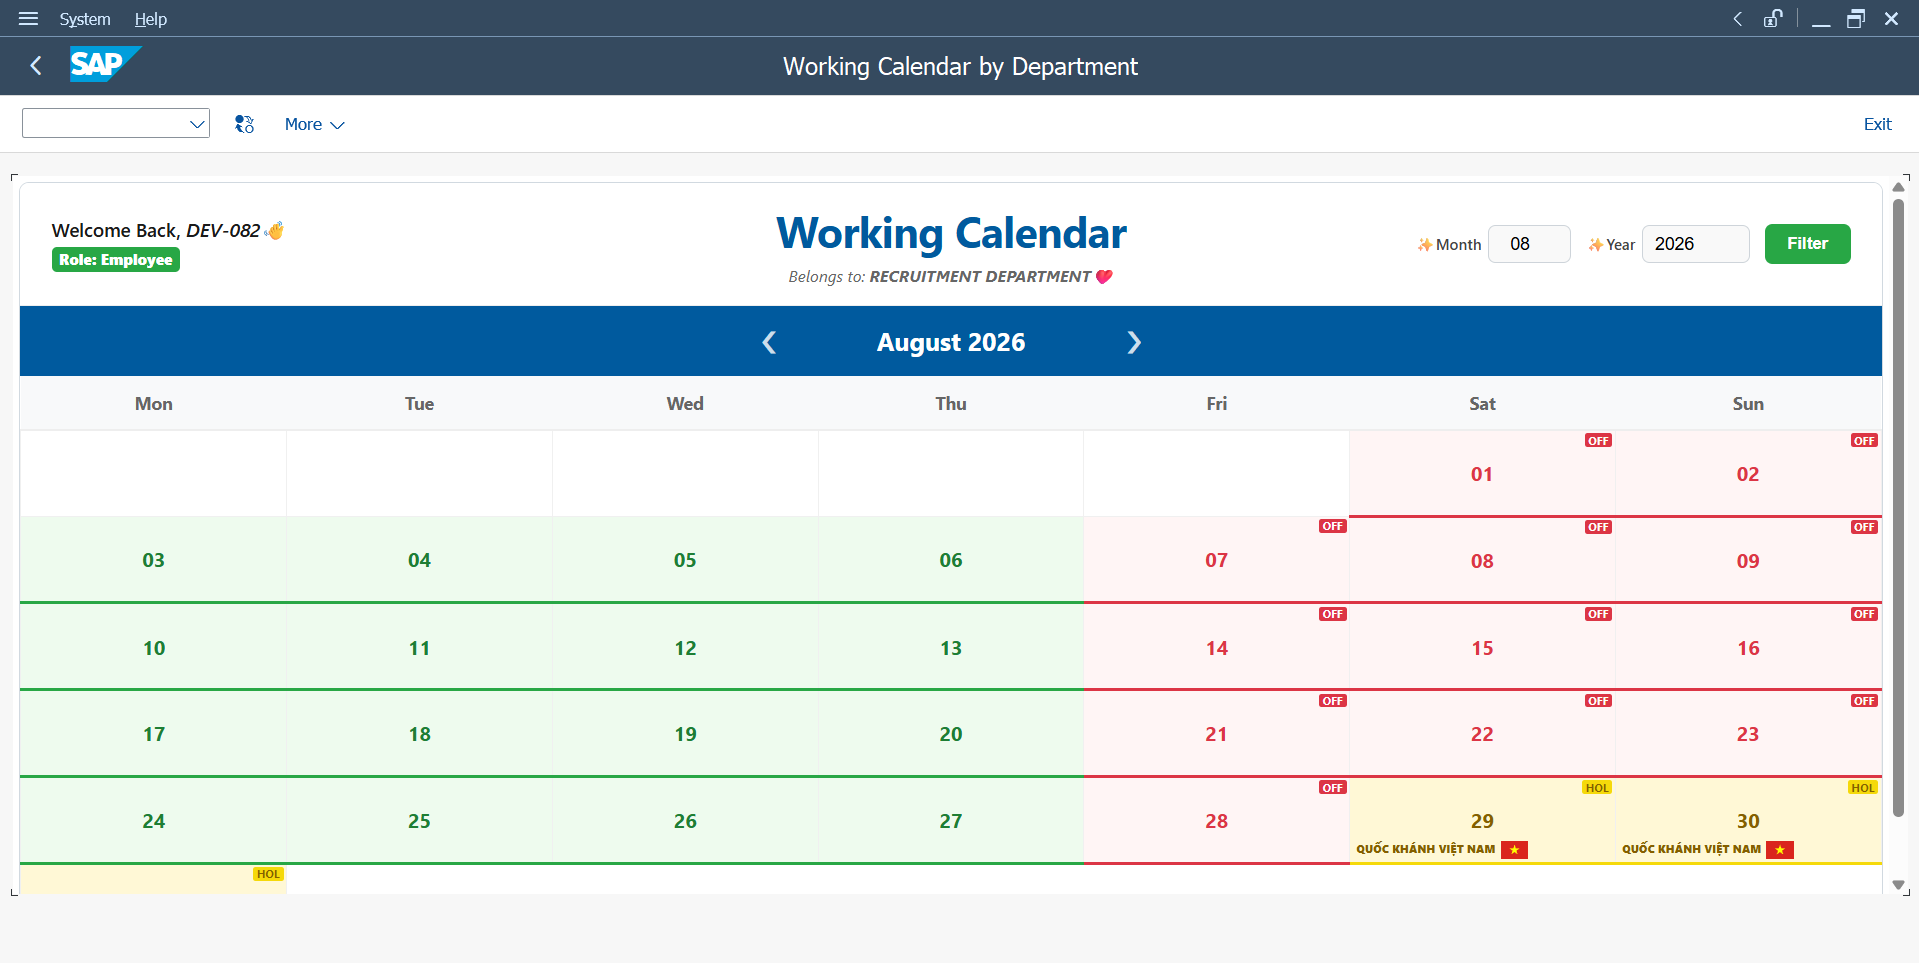 System Help
SAP
Working Calendar by Department
More
Exit
Welcome Back, DEV-082 👋
Role: Employee
Working Calendar
Belongs to: RECRUITMENT DEPARTMENT ❤
✨Month 08 ✨Year 2026 Filter
August 2026
Mon Tue Wed Thu Fri Sat Sun
OFF OFF
01 02
OFF OFF OFF
03 04 05 06 07 08 09
OFF OFF OFF
10 11 12 13 14 15 16
OFF OFF OFF
17 18 19 20 21 22 23
OFF HOL HOL
24 25 26 27 28 29 30
QUỐC KHÁNH VIỆT NAM QUỐC KHÁNH VIỆT NAM
HOL